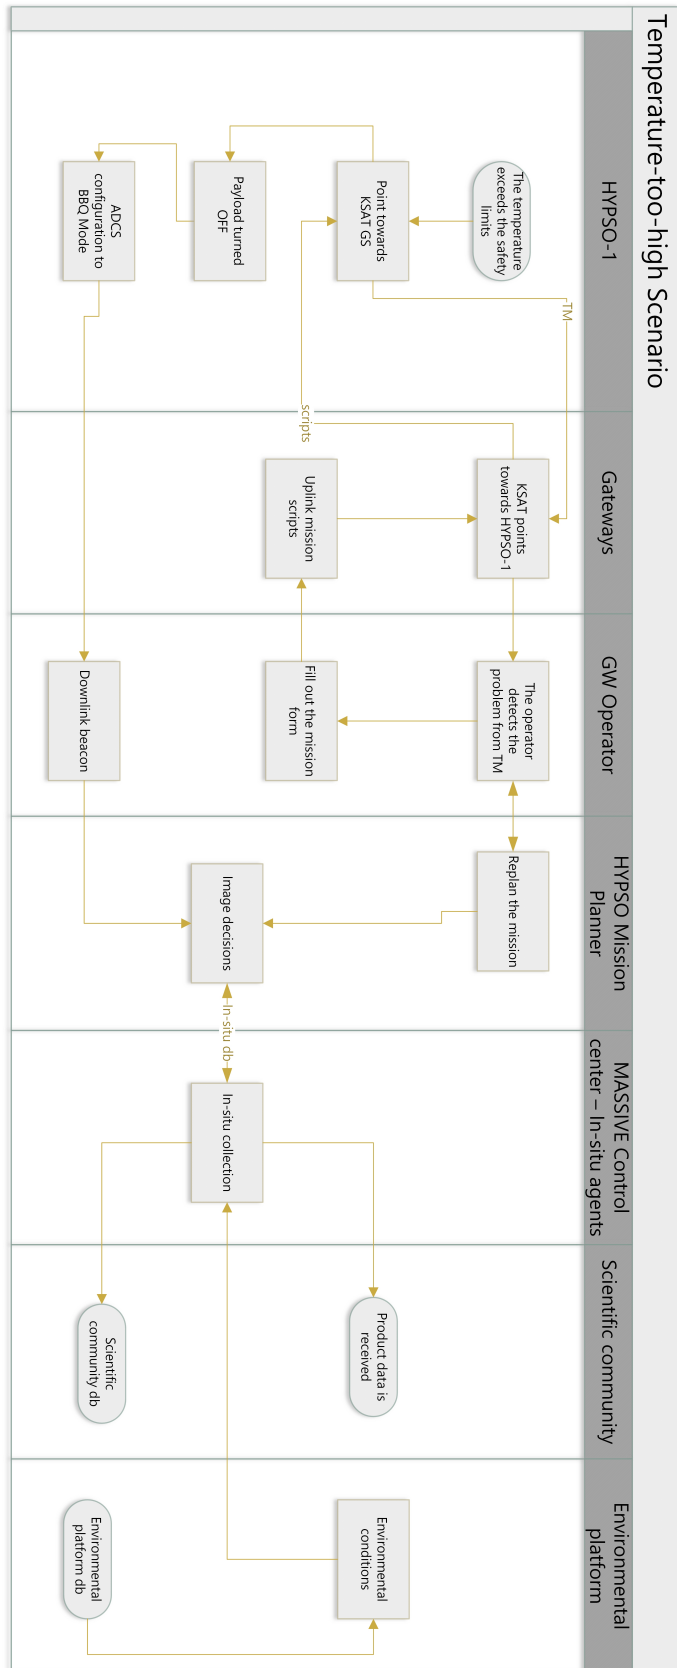 Temperature-too-high Scenario
HYPSO-1
Gateways
GW Operator
HYPSO Mission
Planner
MASSIVE Control
center – In-situ agents
Scientific community
Environmental
platform
The temperature
exceeds the safety
limits
TM
Point towards
KSAT GS
scripts
Payload turned
OFF
ADCS
configuration to
BBQ Mode
KSAT points
towards HYPSO-1
Uplink mission
scripts
The operator
detects the
problem from TM
Fill out the mission
form
Downlink beacon
Replan the mission
Image decisions
In-situ db
In-situ collection
Product data is
received
Scientific
community db
Environmental
conditions
Environmental
platform db